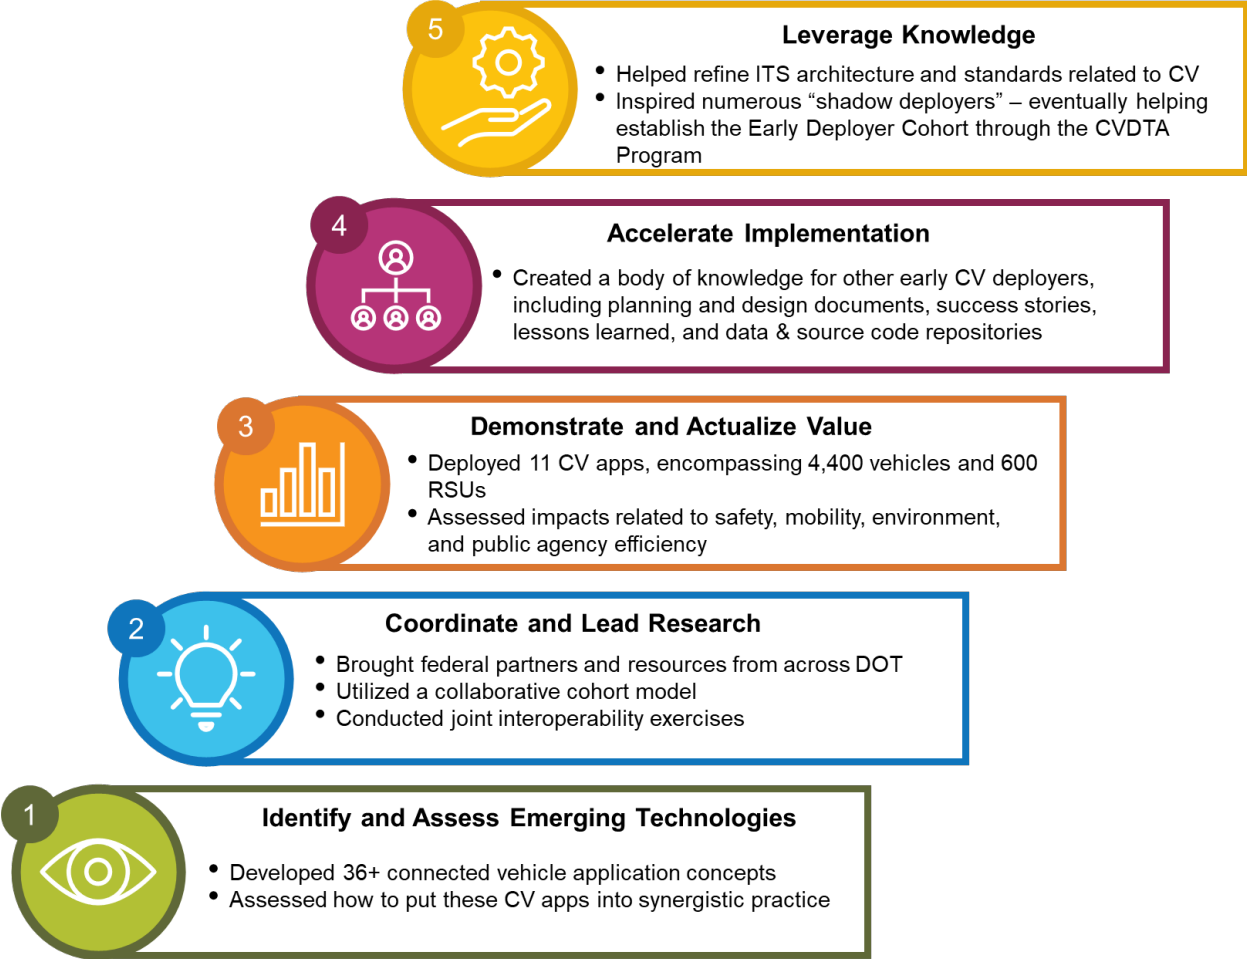 5
Leverage Knowledge
• Helped refine ITS architecture and standards related to CV
• Inspired numerous “shadow deployers” – eventually helping
establish the Early Deployer Cohort through the CVDTA
Program
4
Accelerate Implementation
• Created a body of knowledge for other early CV deployers,
including planning and design documents, success stories,
lessons learned, and data & source code repositories
3
Demonstrate and Actualize Value
• Deployed 11 CV apps, encompassing 4,400 vehicles and 600
RSUs
• Assessed impacts related to safety, mobility, environment,
and public agency efficiency
2
Coordinate and Lead Research
• Brought federal partners and resources from across DOT
• Utilized a collaborative cohort model
• Conducted joint interoperability exercises
1
Identify and Assess Emerging Technologies
• Developed 36+ connected vehicle application concepts
• Assessed how to put these CV apps into synergistic practice